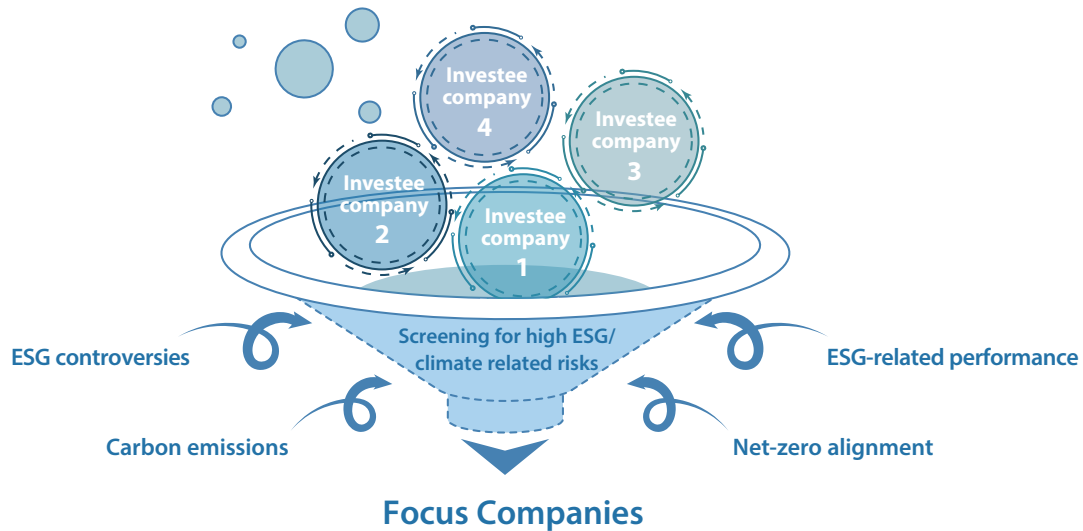 Investee
company
4
Investee
company
3
Investee
company
2
Investee
company
1
Screening for high ESG/
climate related risks
ESG controversies
ESG-related performance
Carbon emissions
Net-zero alignment
Focus Companies